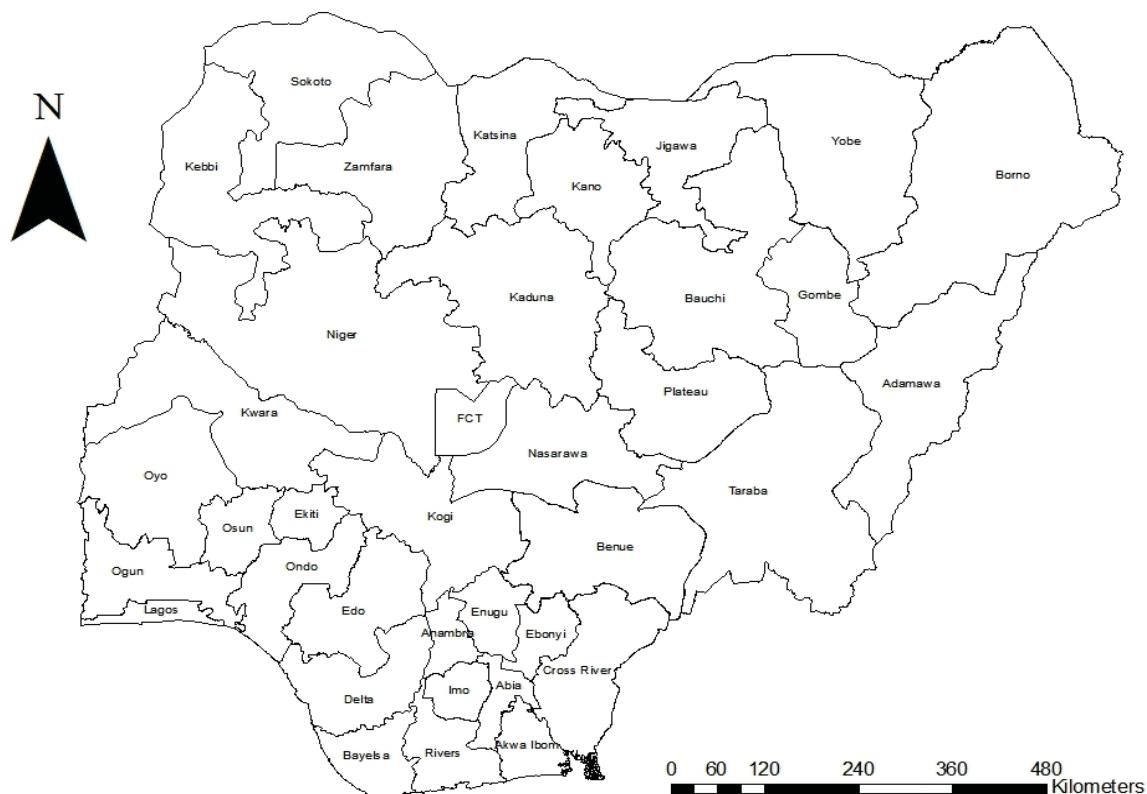 Sokoto
N
Katsina
Yobe
Jigawa
Kebbi
Zamfara
Borno
Kano
Kaduna
Bauchi
Gombe
Niger
Adamawa
Plateau
Kwara
FCT
Nasarawa
Oyo
Taraba
Kogi
Ekiti
Osun
Benue
Ogun
Ondo
Lagos
Edo
Enugu
Anambra
Ebonyi
Cross River
Imo
Abia
Delta
Bayelsa
Rivers
Akwa Ibom
0 60 120 240 360 480
Kilometers